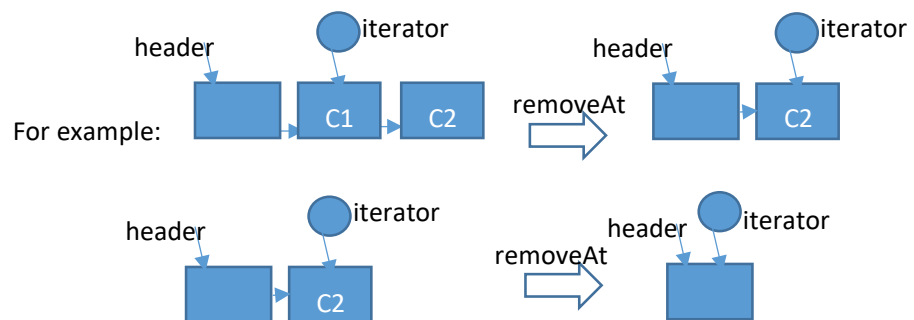 header
iterator
header
iterator
For example:
C1
C2
removeAt
C2
header
iterator
removeAt
header
iterator
C2